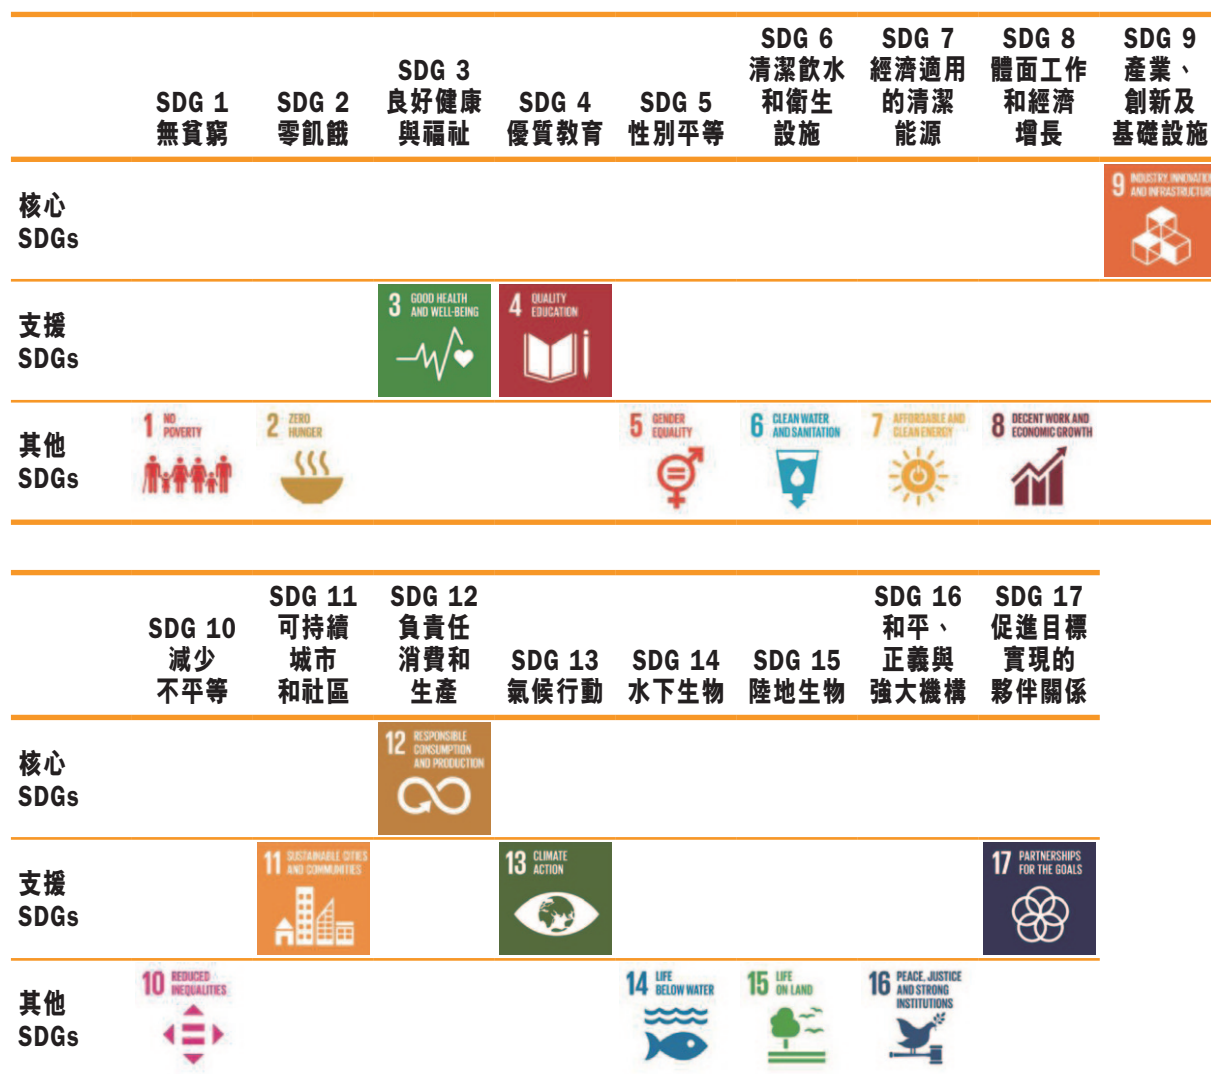 SDG 1
無貧窮
SDG 2
零飢餓
SDG 3
良好健康
與福祉
SDG 4
優質教育
SDG 5
性別平等
SDG 6
清潔飲水
和衛生
設施
SDG 7
經濟適用
的清潔
能源
SDG 8
體面工作
和經濟
增長
SDG 9
產業、
創新及
基礎設施
核心
SDGs
9 INDUSTRY, INNOVATION
AND INFRASTRUCTURE
支援
SDGs
3 GOOD HEALTH
AND WELL-BEING
4 QUALITY
EDUCATION
其他
SDGs
1 NO
POVERTY
2 ZERO
HUNGER
5 GENDER
EQUALITY
6 CLEAN WATER
AND SANITATION
7 AFFORDABLE AND
CLEAN ENERGY
8 DECENT WORK AND
ECONOMIC GROWTH
SDG 10
減少
不平等
SDG 11
可持續
城市
和社區
SDG 12
負責任
消費和
生產
SDG 13
氣候行動
SDG 14
水下生物
SDG 15
陸地生物
SDG 16
和平、
正義與
強大機構
SDG 17
促進目標
實現的
夥伴關係
核心
SDGs
12 RESPONSIBLE
CONSUMPTION
AND PRODUCTION
支援
SDGs
11 SUSTAINABLE CITIES
AND COMMUNITIES
13 CLIMATE
ACTION
17 PARTNERSHIPS
FOR THE GOALS
其他
SDGs
10 REDUCED
INEQUALITIES
14 LIFE
BELOW WATER
15 LIFE
ON LAND
16 PEACE, JUSTICE
AND STRONG
INSTITUTIONS